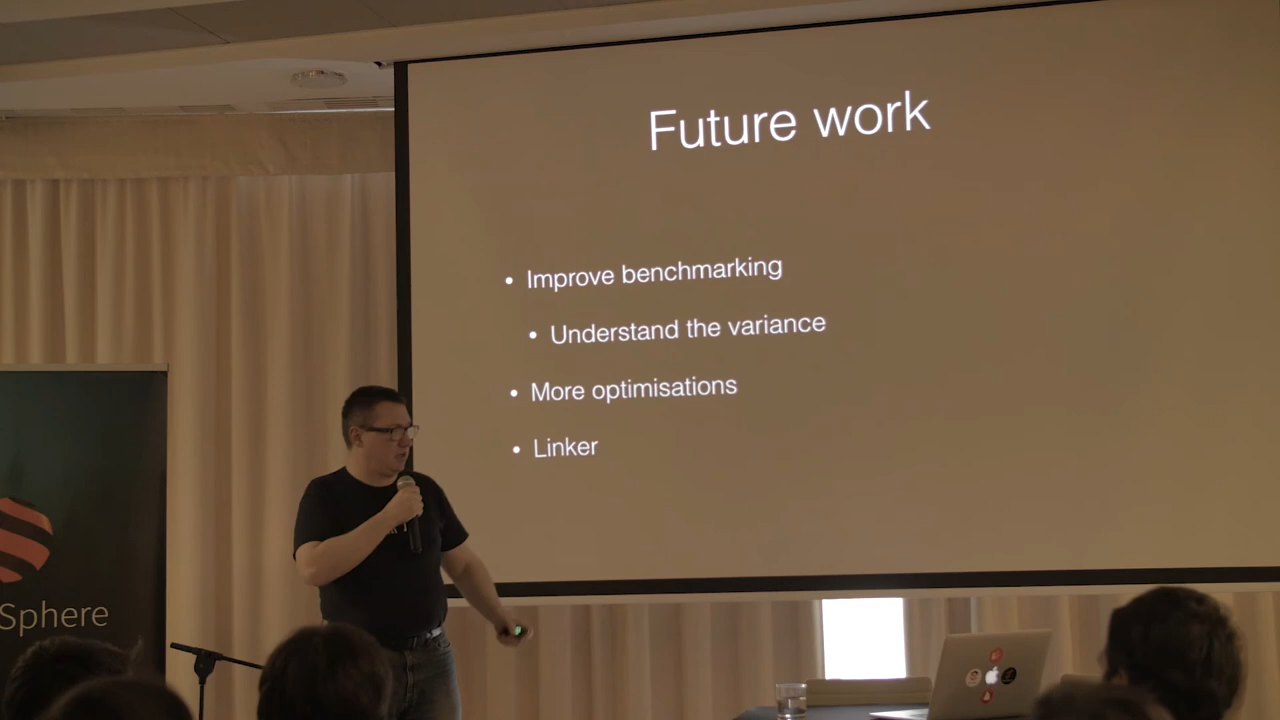 Future work
• Improve benchmarking
• Understand the variance
• More optimisations
• Linker
Sphere